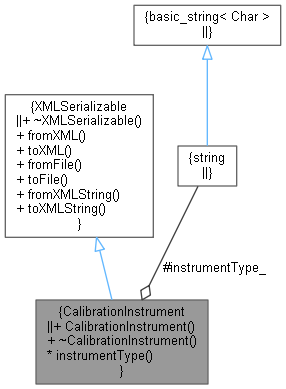 {basic_string< Char >
||}
{XMLSerializable
||+ ~XMLSerializable()
+ fromXML()
+ toXML()
+ fromFile()
+ toFile()
+ fromXMLString()
+ toXMLString()
}
{string
||}
#instrumentType_
{CalibrationInstrument
||+ CalibrationInstrument()
+ ~CalibrationInstrument()
* instrumentType()
}